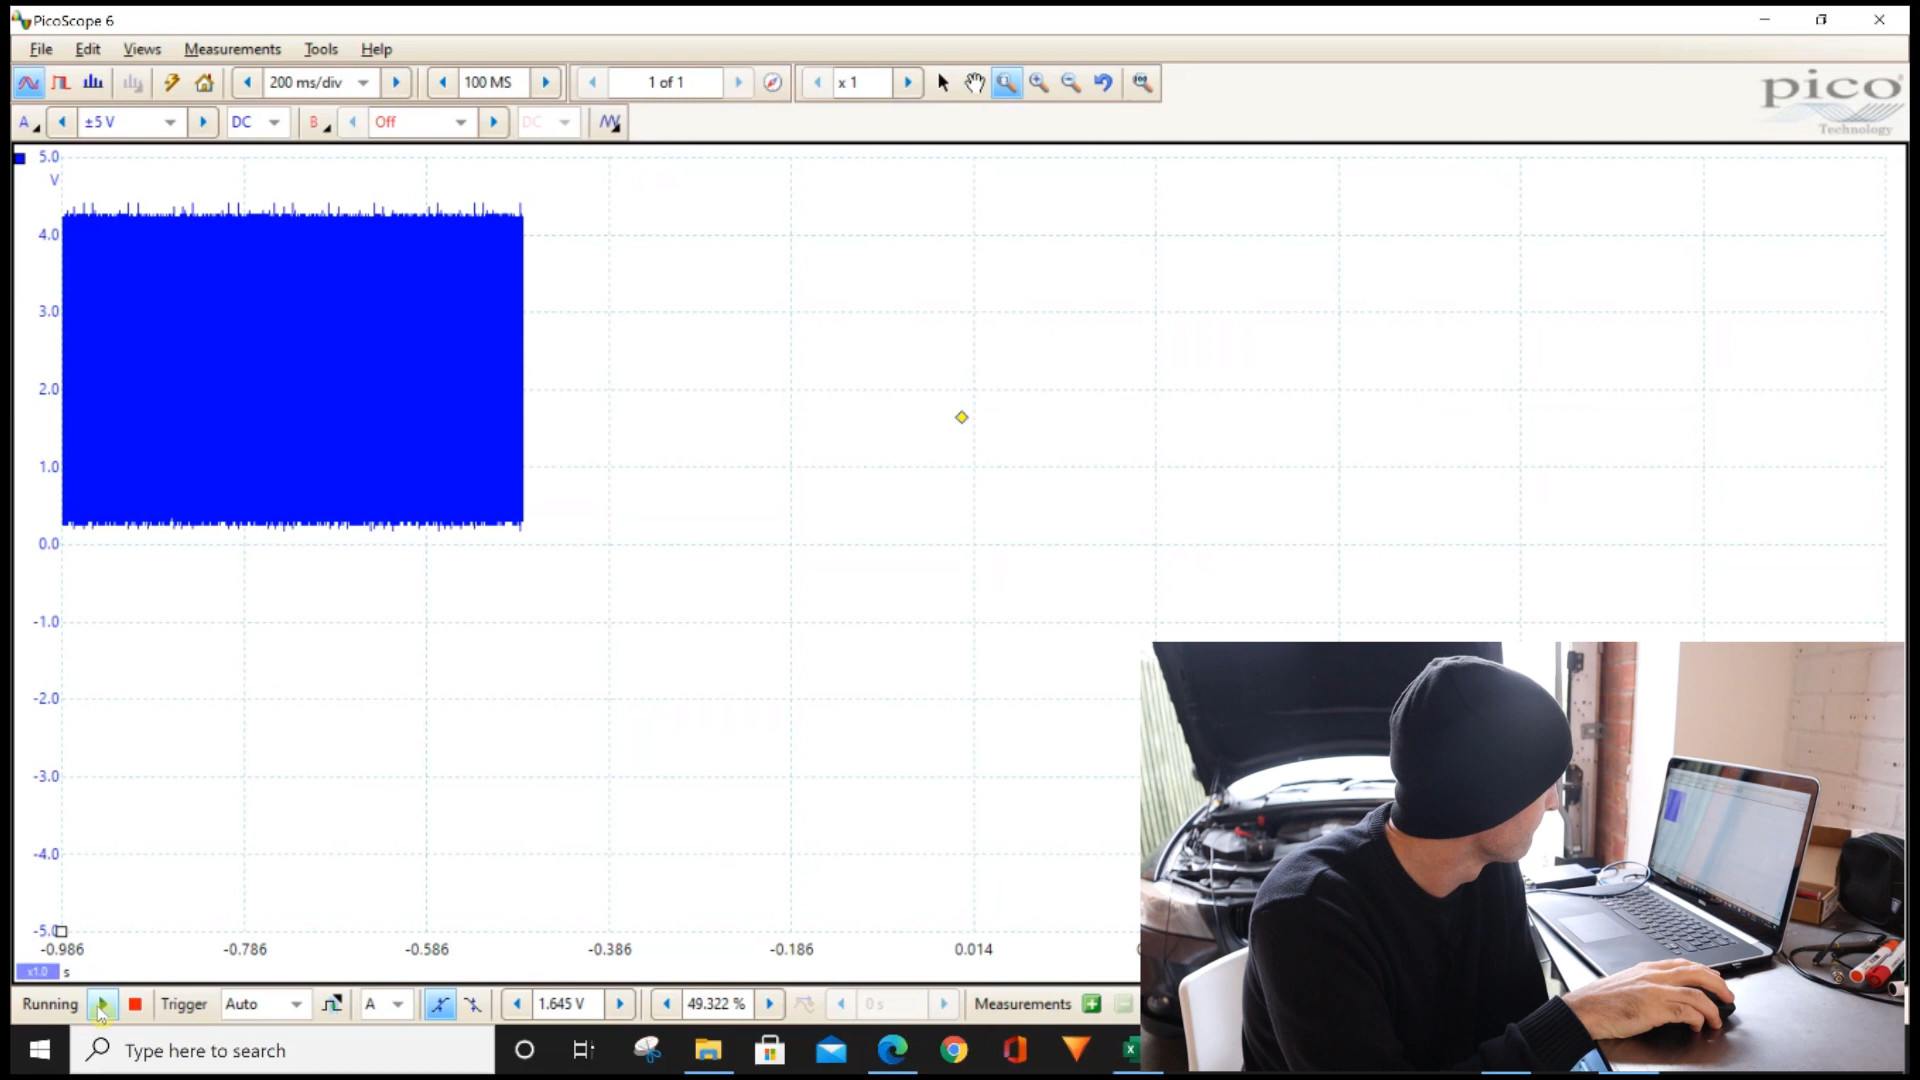 PicoScope 6
File Edit Views Measurements Tools Help
200 ms/div 100 MS 1 of 1 x 1
pico
Technology
A ±5 V DC B Off DC
5.0
V
4.0
3.0
2.0
1.0
0.0
-1.0
-2.0
-3.0
-4.0
-5.0
-0.986 -0.786 -0.586 -0.386 -0.186 0.014
x1.0 s
Running Trigger Auto A 1.645 V 49.322 % 0 s Measurements
Type here to search